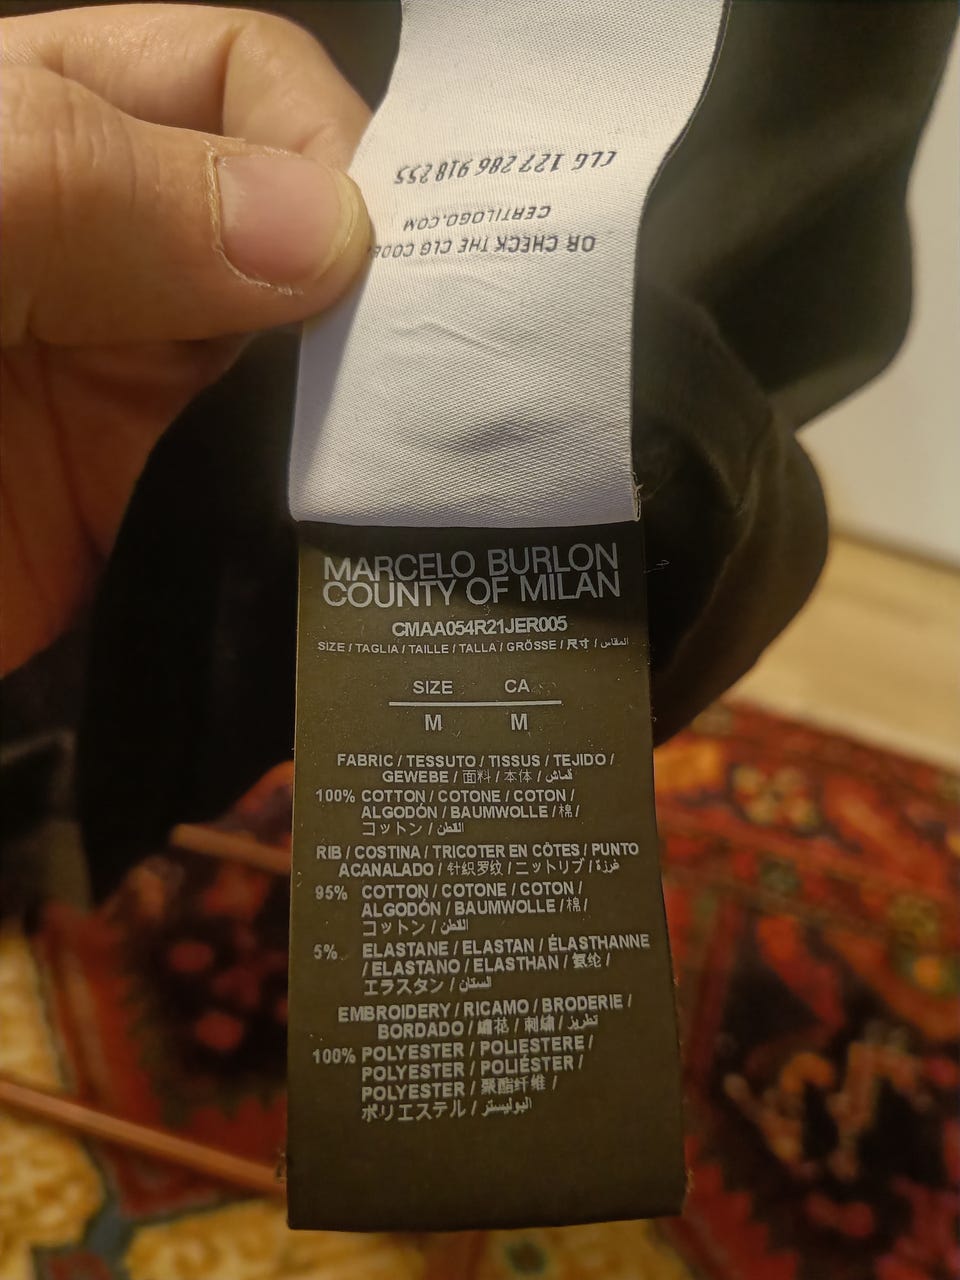 CLG 127 286 918 255
CERTILOGO.COM
OR CHECK THE CLG CODE
MARCELO BURLON
COUNTY OF MILAN
CMAA054R21JER005
SIZE / TAGLIA / TAILLE / TALLA / GRÖSSE / 尺寸 / المقاس
SIZE CA
M M
FABRIC / TESSUTO / TISSUS / TEJIDO /
GEWEBE / 面料 / 本体 / قماش
100% COTTON / COTONE / COTON /
ALGODÓN / BAUMWOLLE / 棉 /
コットン / القطن
RIB / COSTINA / TRICOTER EN CÔTES / PUNTO
ACANALADO / 针织罗纹 / ニットリブ / غرزة
95% COTTON / COTONE / COTON /
ALGODÓN / BAUMWOLLE / 棉 /
コットン / القطن
5% ELASTANE / ELASTAN / ÉLASTHANNE
/ ELASTANO / ELASTHAN / 氨纶 /
エラスタン / الستان
EMBROIDERY / RICAMO / BRODERIE /
BORDADO / 繡花 / 刺繍 / تطريز
100% POLYESTER / POLIESTERE /
POLYESTER / POLIÉSTER /
POLYESTER / 聚酯纤维 /
ポリエステル / البوليستر